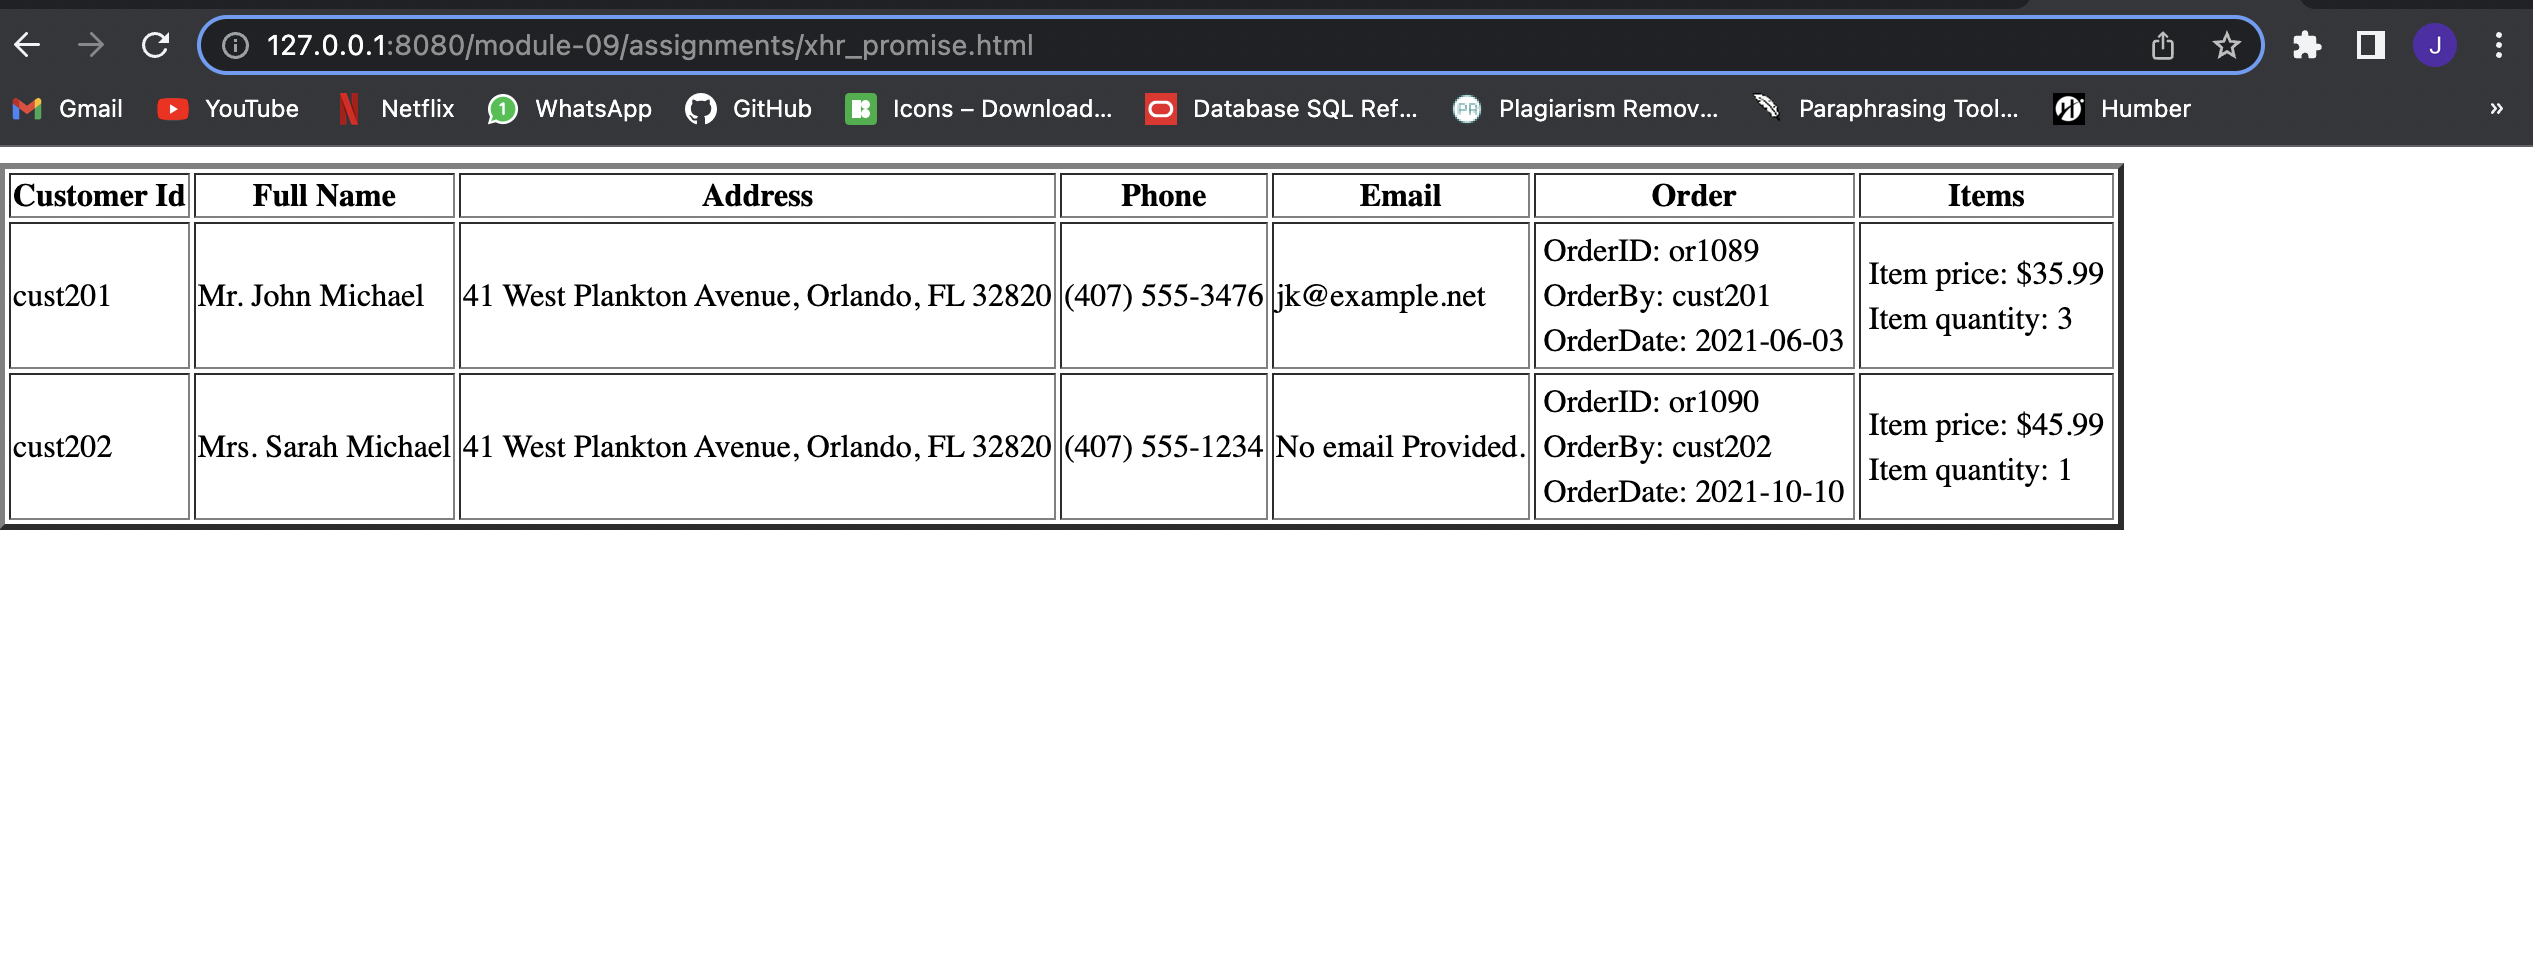 127.0.0.1:8080/module-09/assignments/xhr_promise.html
J
Gmail YouTube Netflix 1 WhatsApp GitHub Icons – Download... Database SQL Ref... PR Plagiarism Remov... Paraphrasing Tool... Humber »
Customer Id Full Name Address Phone Email Order Items
cust201 Mr. John Michael 41 West Plankton Avenue, Orlando, FL 32820 (407) 555-3476 jk@example.net
OrderID: or1089
OrderBy: cust201
OrderDate: 2021-06-03
Item price: $35.99
Item quantity: 3
cust202 Mrs. Sarah Michael 41 West Plankton Avenue, Orlando, FL 32820 (407) 555-1234 No email Provided.
OrderID: or1090
OrderBy: cust202
OrderDate: 2021-10-10
Item price: $45.99
Item quantity: 1